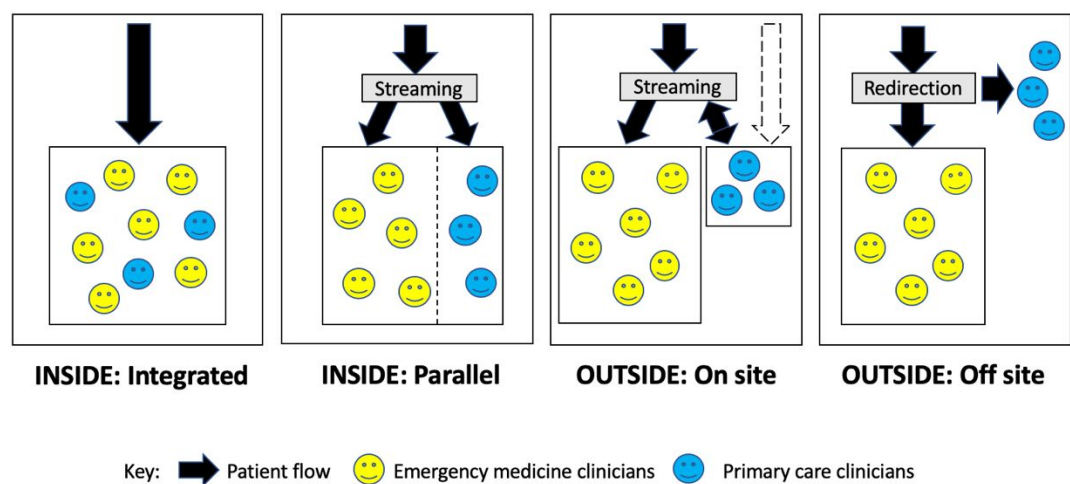 Streaming
Streaming
Redirection
INSIDE: Integrated
INSIDE: Parallel
OUTSIDE: On site
OUTSIDE: Off site
Key: Patient flow Emergency medicine clinicians Primary care clinicians